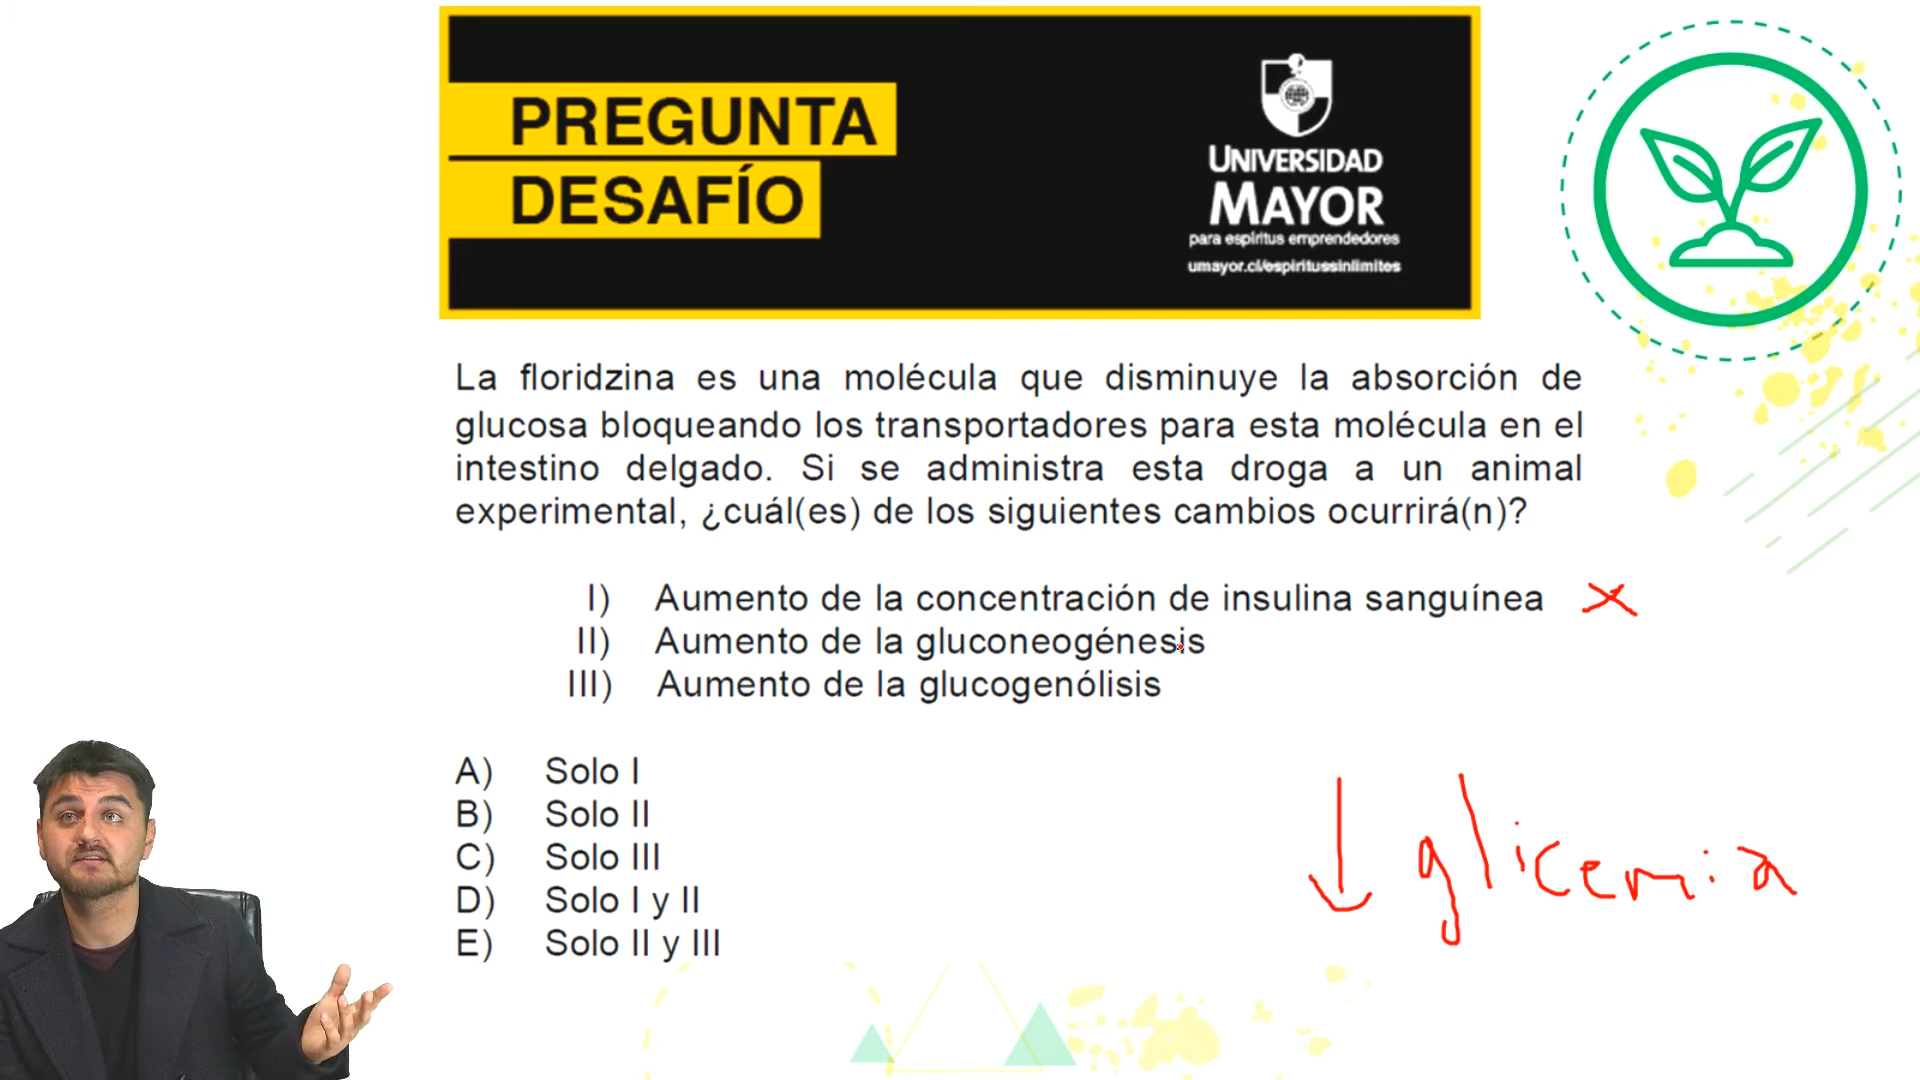 PREGUNTA
DESAFÍO
UNIVERSIDAD
MAYOR
para espíritus emprendedores
umayor.cl/espiritussinlimites
La floridzina es una molécula que disminuye la absorción de
glucosa bloqueando los transportadores para esta molécula en el
intestino delgado. Si se administra esta droga a un animal
experimental, ¿cuál(es) de los siguientes cambios ocurrirá(n)?
I) Aumento de la concentración de insulina sanguínea
II) Aumento de la gluconeogénesis
III) Aumento de la glucogenólisis
A) Solo I
B) Solo II
C) Solo III
D) Solo I y II
E) Solo II y III
↓ glicemia